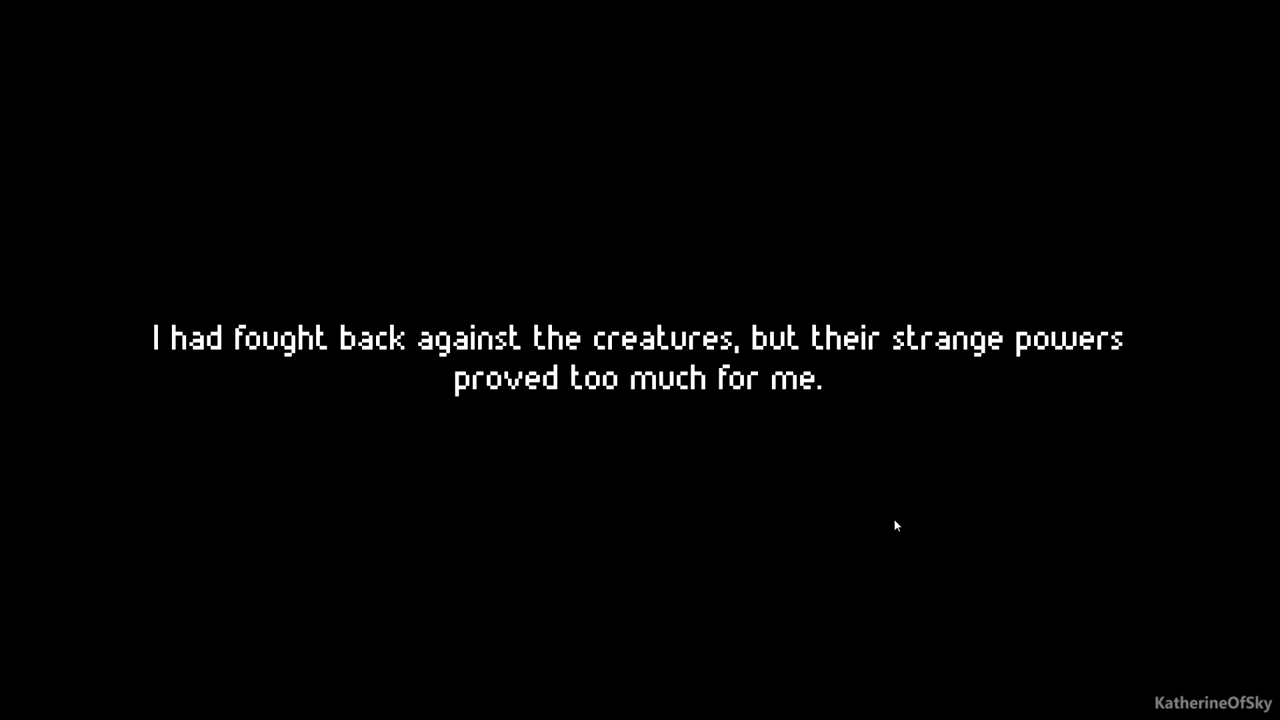 I had fought back against the creatures, but their strange powers
proved too much for me.
KatherineOfSky